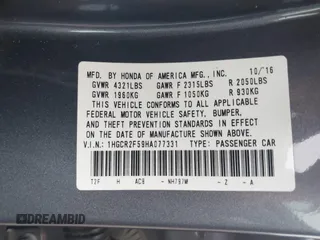 MFD. BY HONDA OF AMERICA MFG., INC. 10/16
GVWR 4321LBS GAWR F 2315LBS R 2050LBS
GVWR 1960KG GAWR F 1050KG R 930KG
THIS VEHICLE CONFORMS TO ALL APPLICABLE
FEDERAL MOTOR VEHICLE SAFETY, BUMPER,
AND THEFT PREVENTION STANDARDS IN EFFECT
ON THE DATE OF MANUFACTURE SHOWN ABOVE.
V.I.N.: 1HGCR2F59HA077331 TYPE: PASSENGER CAR
T2F H AC9 - NH797M - Z - A
DREAMBID